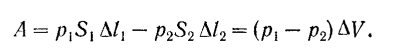 A = p₁S₁ Δl₁ − p₂S₂ Δl₂ = (p₁ − p₂) ΔV.